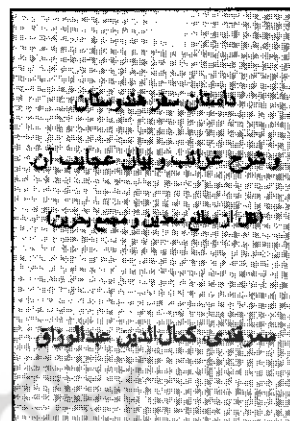 داستان سفر هندوستان
و شرح غرائب و بیان عجایب آن
(نقل از مطلع سعدین و مجمع بحرین)
سمرقندی، کمال‌الدین عبدالرزاق